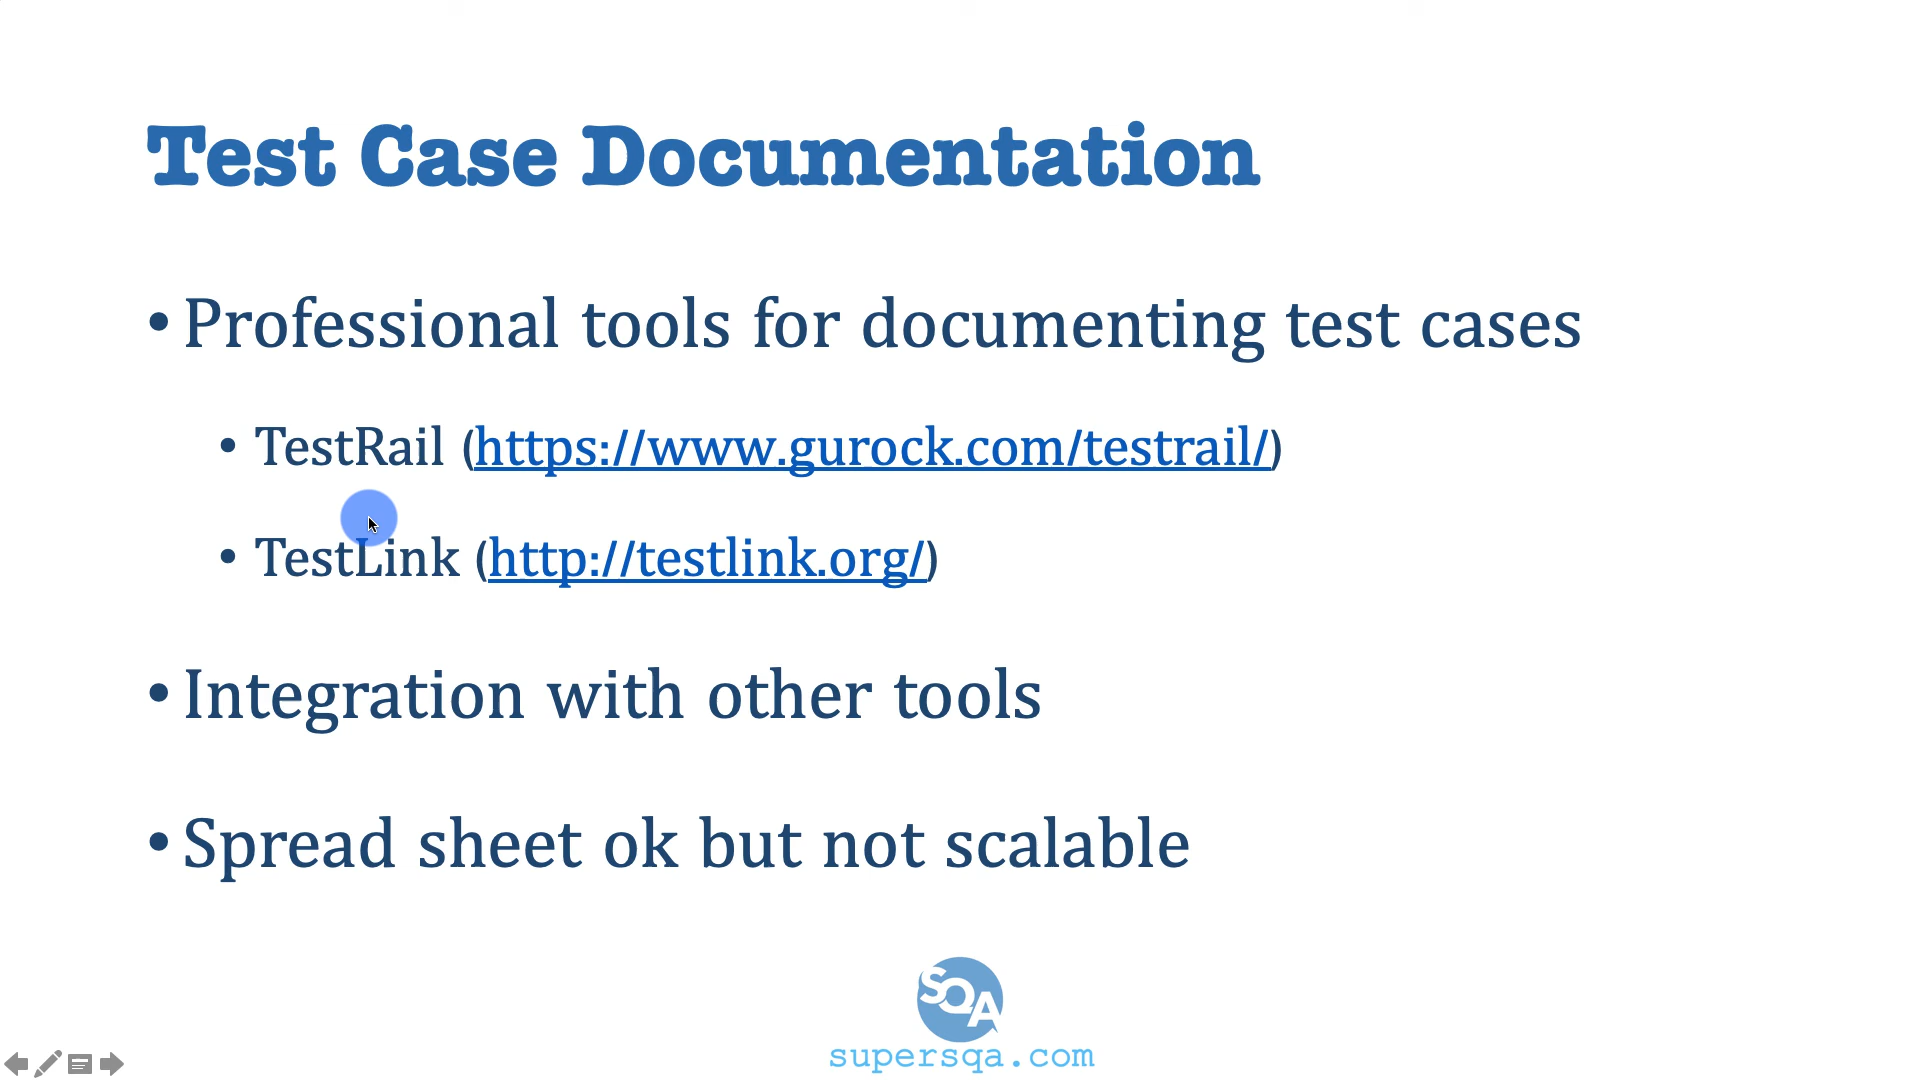 Test Case Documentation
• Professional tools for documenting test cases
• TestRail (https://www.gurock.com/testrail/)
• TestLink (http://testlink.org/)
• Integration with other tools
• Spread sheet ok but not scalable
SQA
supersqa.com